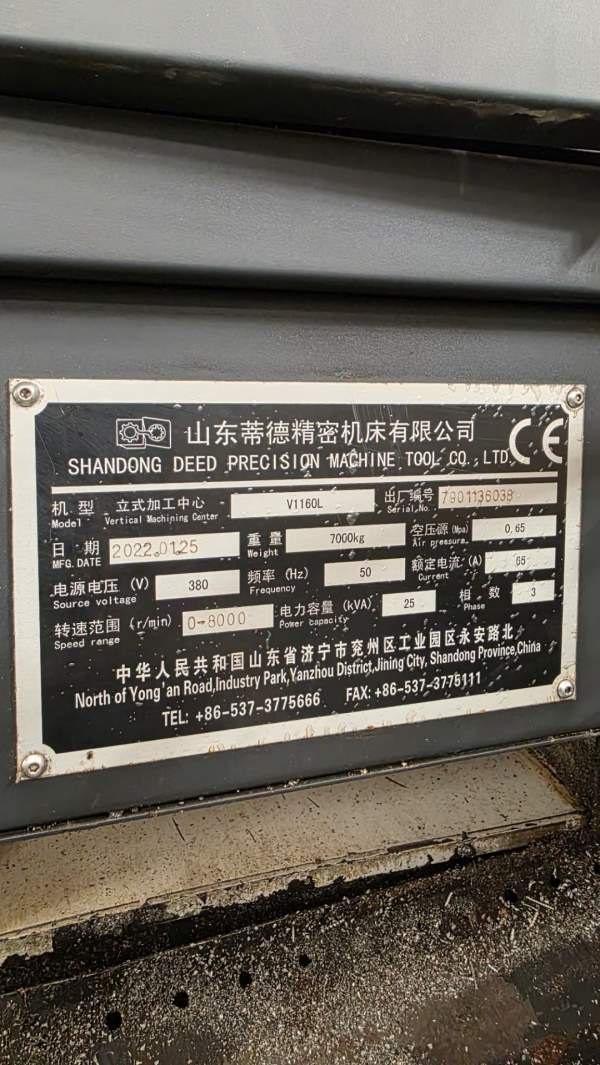 山东蒂德精密机床有限公司 CE
SHANDONG DEED PRECISION MACHINE TOOL CO., LTD.
机型 立式加工中心 V1160L 出厂编号 7901136038
Model Vertical Machining Center Serial No.
日期 2022.01.25 重量 7000kg 空压源 (Mpa) 0.65
MFG. DATE Weight Air pressure
电源电压 (V) 380 频率 (Hz) 50 额定电流 (A) 65
Source voltage Frequency Current
转速范围 (r/min) 0-8000 电力容量 (kVA) 25 相数 3
Speed range Power capacity Phase
中华人民共和国山东省济宁市兖州区工业园区永安路北
North of Yong'an Road,Industry Park,Yanzhou District,Jining City, Shandong Province,China
TEL: +86-537-3775666 FAX: +86-537-3775111